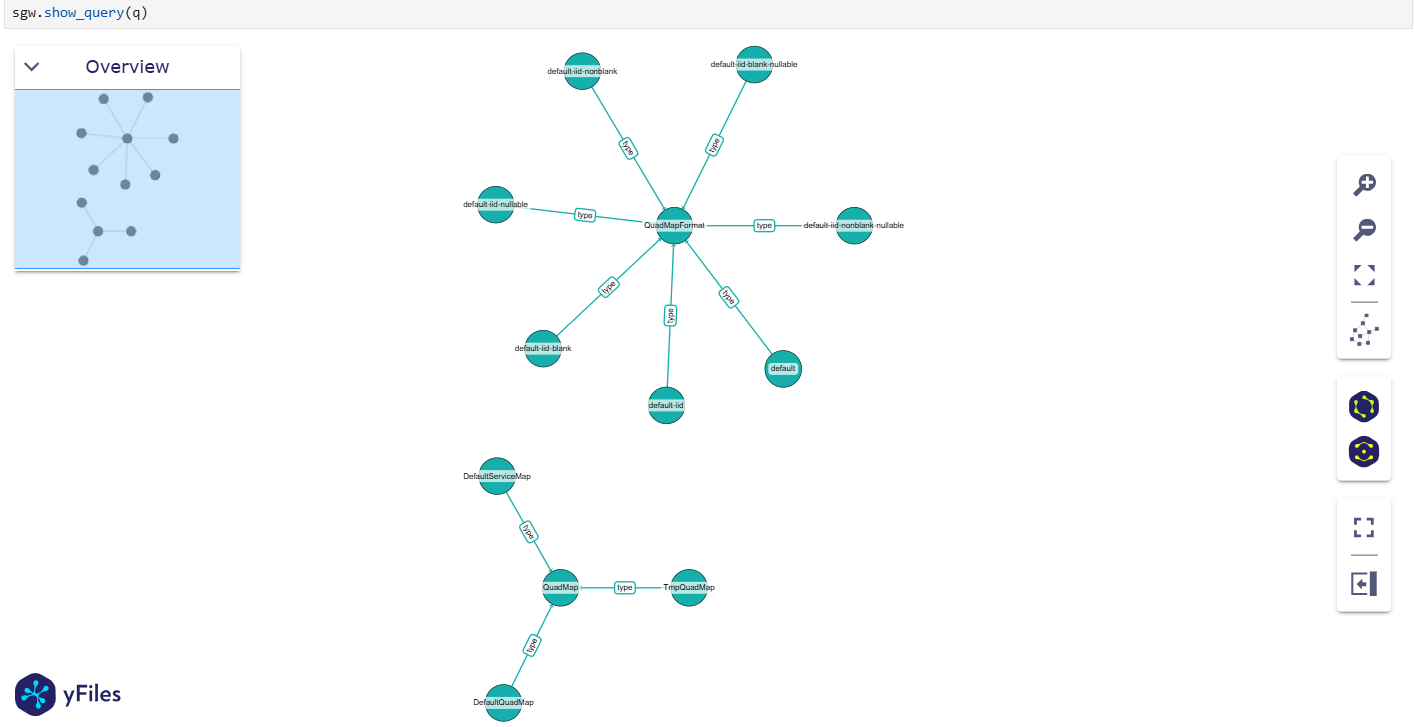 sgw.show_query(q)
Overview
default-iid-nonblank
default-iid-blank-nullable
type
type
default-iid-nullable
type
QuadMapFormat
type
default-iid-nonblank-nullable
type
type
type
default-iid-blank
default
default-iid
DefaultServiceMap
type
QuadMap
type
TmpQuadMap
type
DefaultQuadMap
yFiles